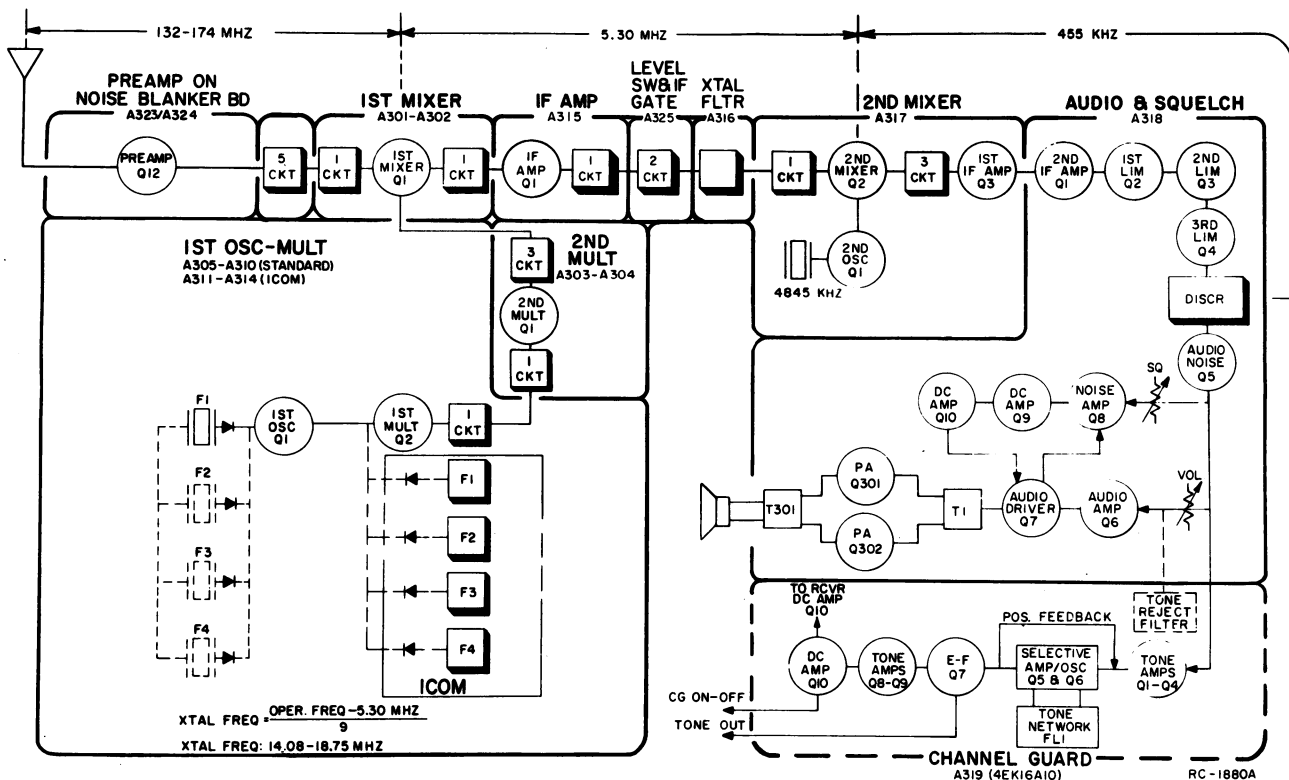 132-174 MHZ
5.30 MHZ
455 KHZ
PREAMP ON
NOISE BLANKER BD
A323/A324
1ST MIXER
A301-A302
IF AMP
A315
LEVEL
SW&IF
GATE
A325
XTAL
FLTR
A316
2ND MIXER
A317
AUDIO & SQUELCH
A318
PREAMP
Q12
5
CKT
1
CKT
1ST
MIXER
Q1
1
CKT
IF
AMP
Q1
1
CKT
2
CKT
1
CKT
2ND
MIXER
Q2
3
CKT
1ST
IF AMP
Q3
2ND
IF AMP
Q1
1ST
LIM
Q2
2ND
LIM
Q3
3RD
LIM
Q4
DISCR
AUDIO
NOISE
Q5
2ND
OSC
Q1
4845 KHZ
1ST OSC-MULT
A305-A310 (STANDARD)
A311-A314 (ICOM)
2ND
MULT
A303-A304
3
CKT
2ND
MULT
Q1
1
CKT
F1
F2
F3
F4
1ST
OSC
Q1
1ST
MULT
Q2
1
CKT
F1
F2
F3
F4
ICOM
XTAL FREQ = OPER. FREQ-5.30 MHZ
9
XTAL FREQ: 14.08-18.75 MHZ
DC
AMP
Q10
DC
AMP
Q9
NOISE
AMP
Q8
SQ
PA
Q301
T301
PA
Q302
T1
AUDIO
DRIVER
Q7
AUDIO
AMP
Q6
VOL
TO RCVR
DC AMP
Q10
TONE
REJECT
FILTER
POS. FEEDBACK
DC
AMP
Q10
TONE
AMPS
Q8-Q9
E-F
Q7
SELECTIVE
AMP/OSC
Q5 & Q6
TONE
AMPS
Q1-Q4
CG ON-OFF
TONE OUT
TONE
NETWORK
FL1
CHANNEL GUARD
A319 (4EK16A10)
RC-1880A